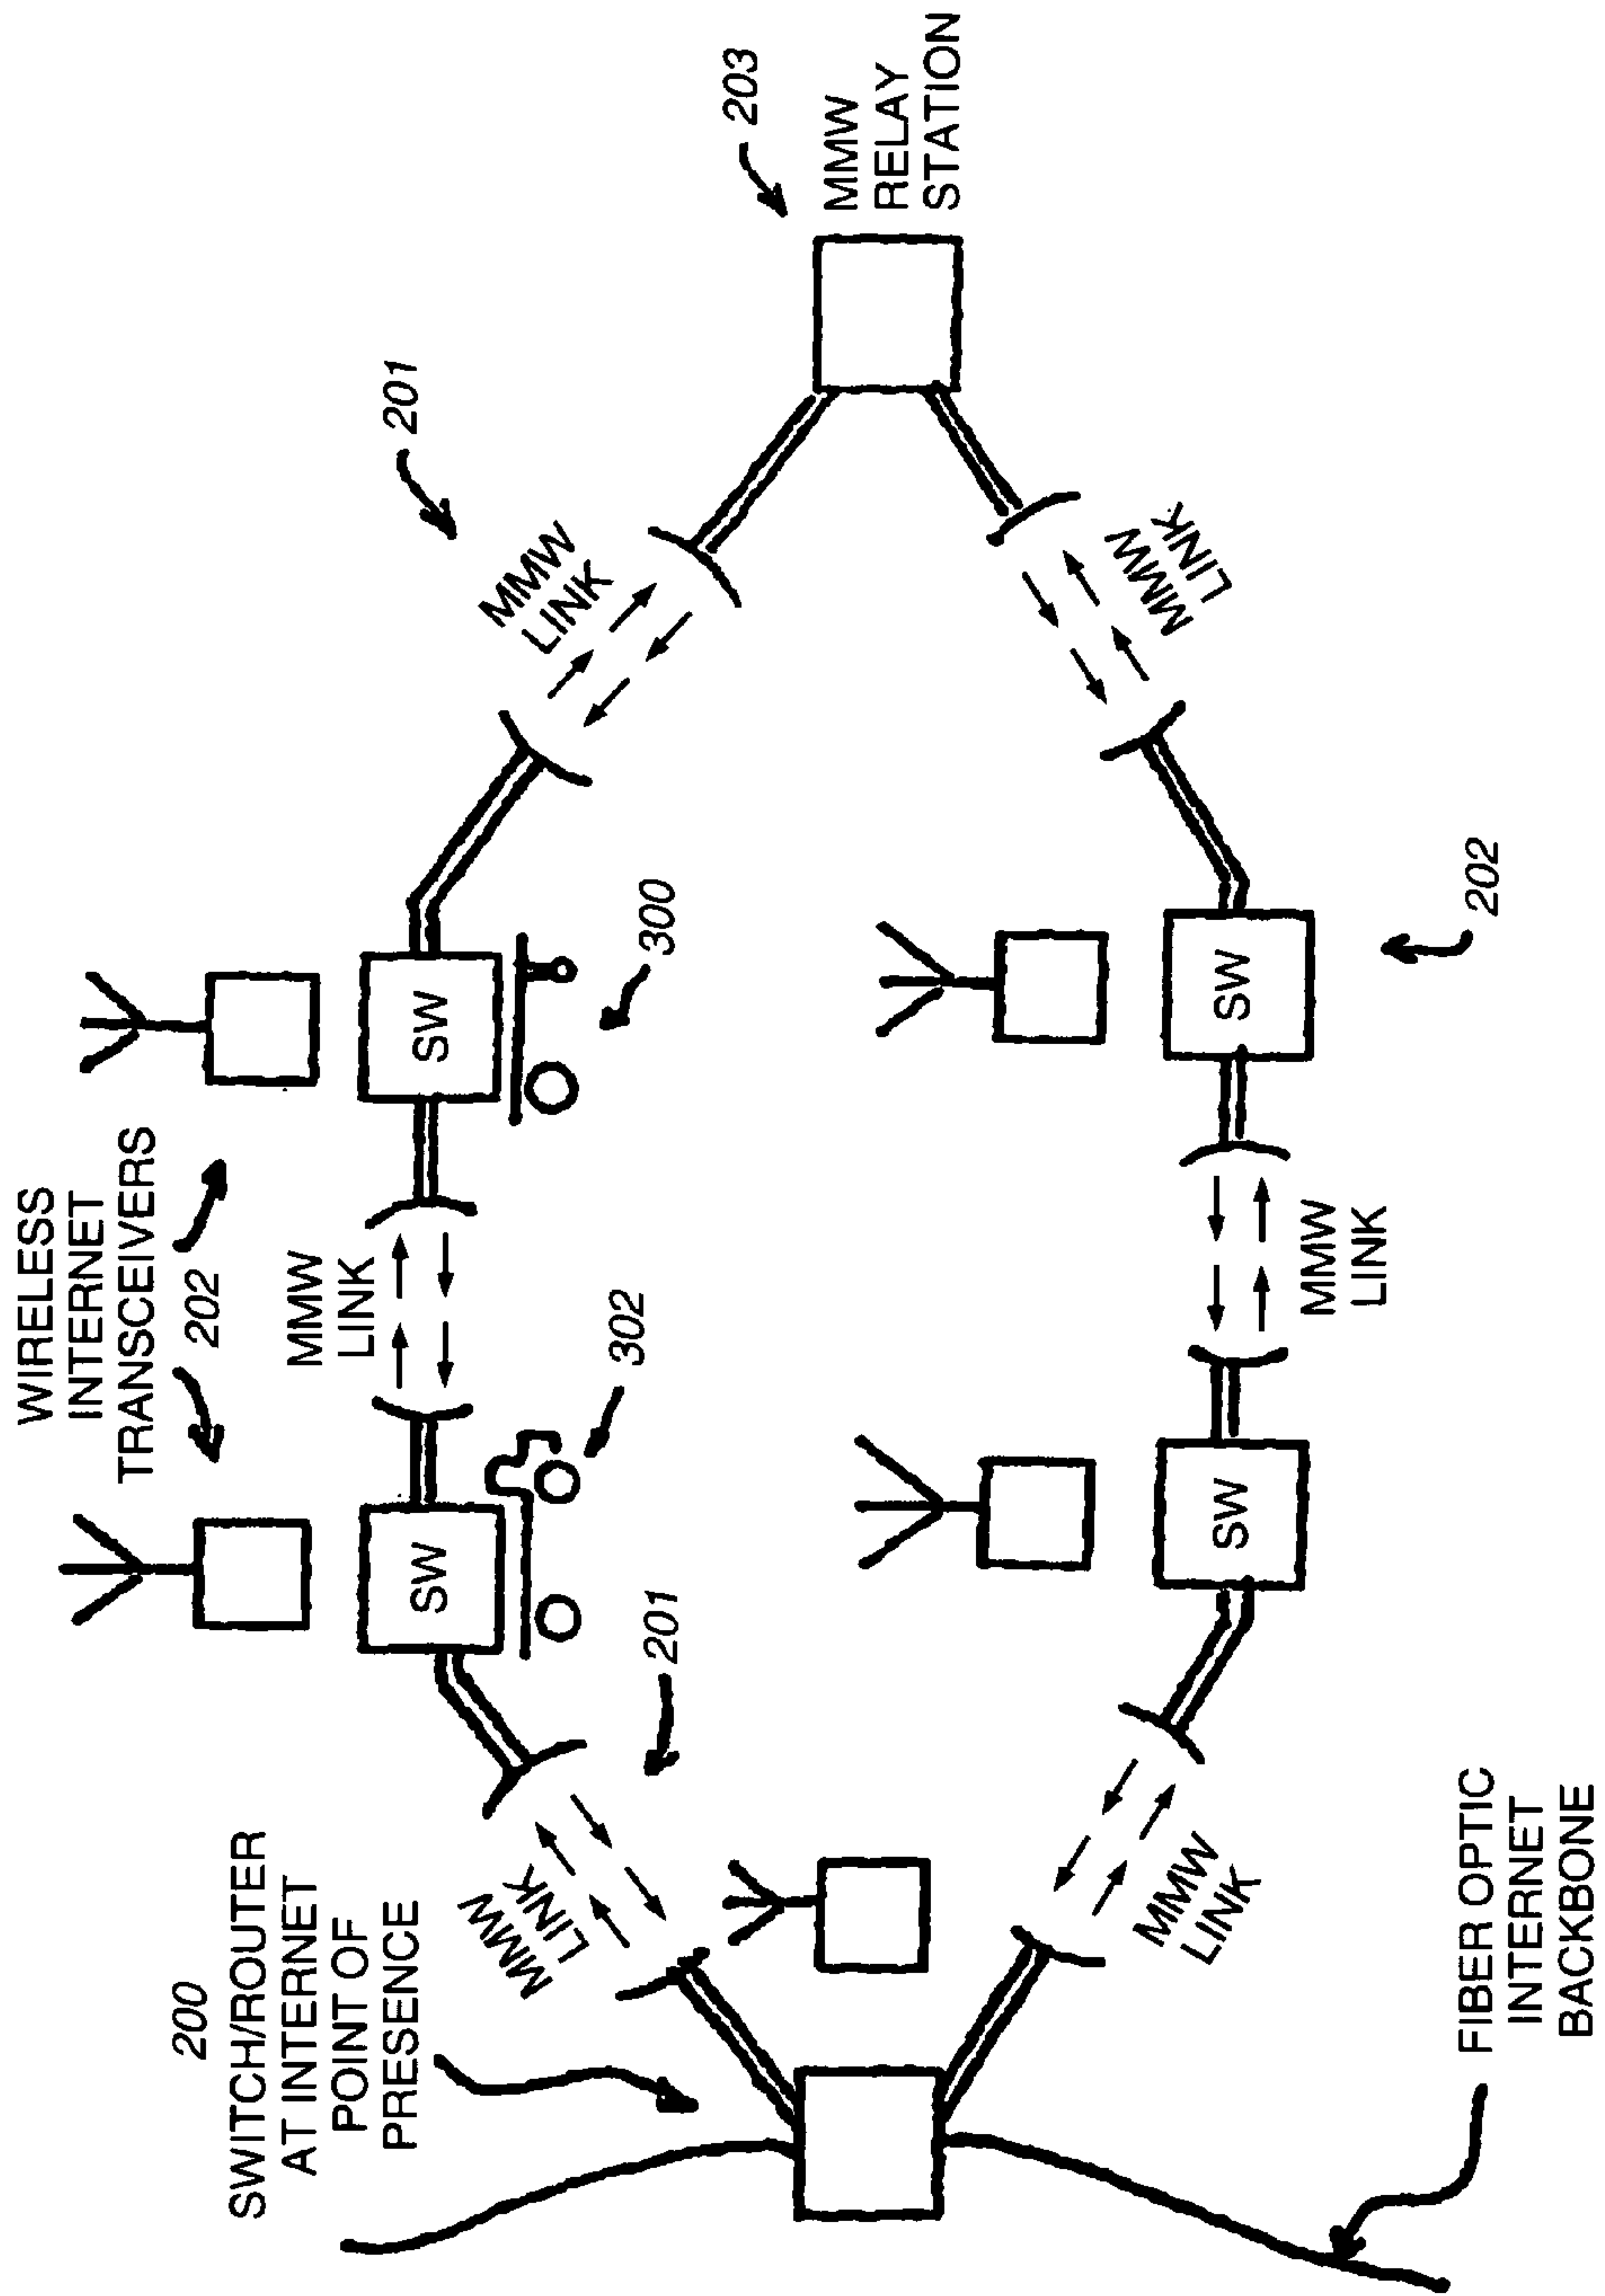 WIRELESS
INTERNET
TRANSCEIVERS
202
200
SWITCH/ROUTER
AT INTERNET
POINT OF
PRESENCE
MMW
LINK
201
SW
302
MMW
LINK
SW
300
MMW
LINK
201
203
MMW
RELAY
STATION
MMW
LINK
SW
MMW
LINK
SW
202
MMW
LINK
FIBER OPTIC
INTERNET
BACKBONE